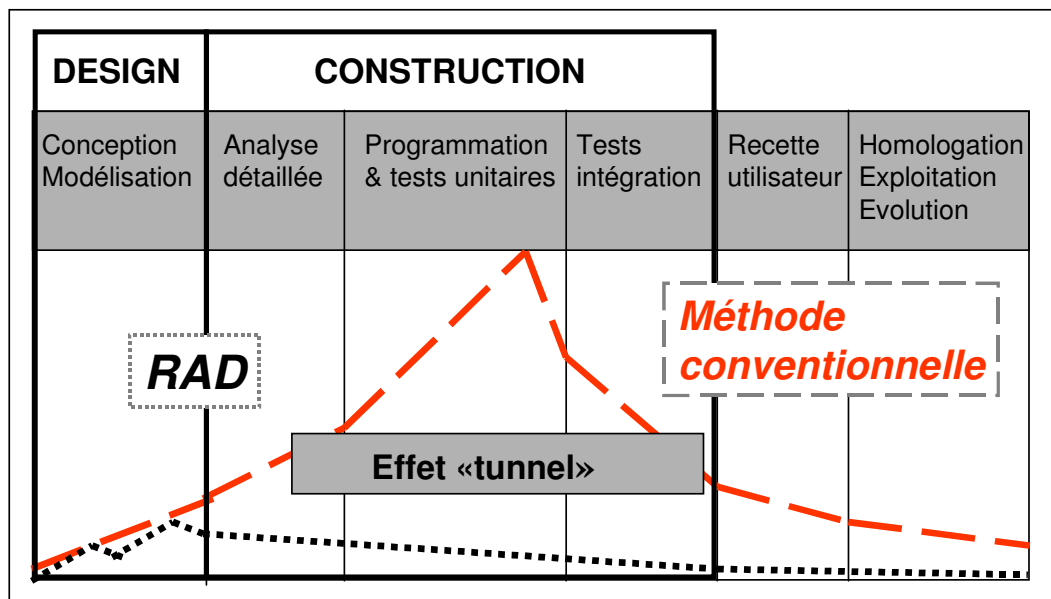 DESIGN
CONSTRUCTION
Conception
Modélisation
Analyse
détaillée
Programmation
& tests unitaires
Tests
intégration
Recette
utilisateur
Homologation
Exploitation
Evolution
RAD
Méthode
conventionnelle
Effet «tunnel»